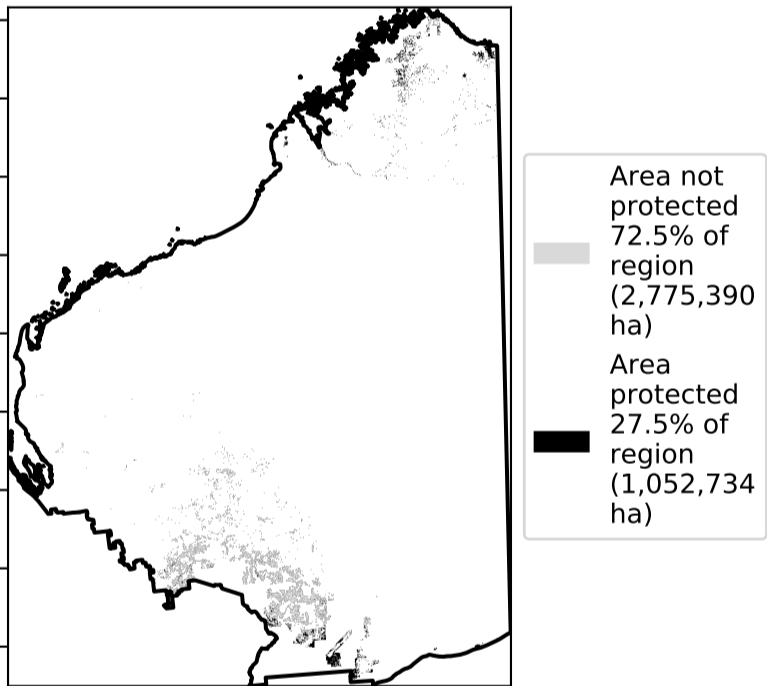 Area not
protected
72.5% of
region
(2,775,390
ha)
Area
protected
27.5% of
region
(1,052,734
ha)